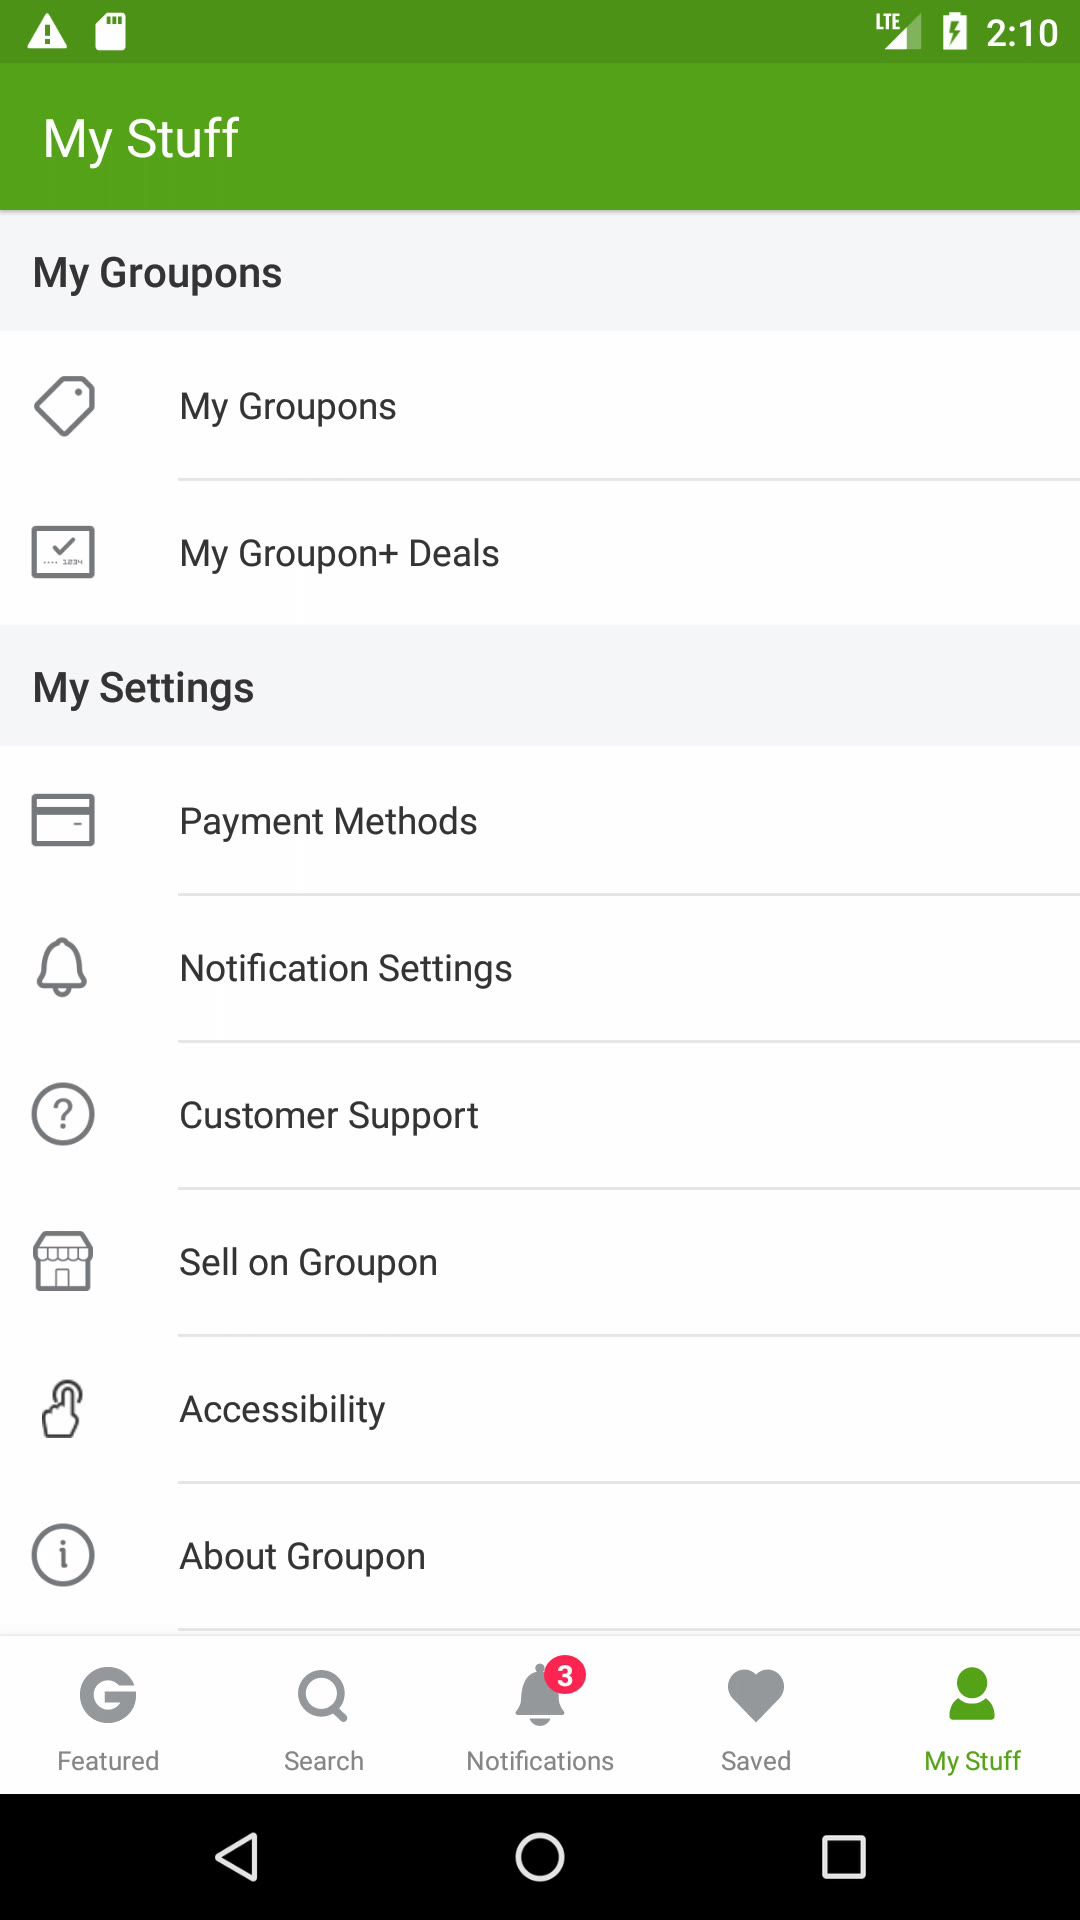 LTE 2:10
My Stuff
My Groupons
My Groupons
1234
My Groupon+ Deals
My Settings
Payment Methods
Notification Settings
?
Customer Support
Sell on Groupon
Accessibility
i
About Groupon
G
3
Featured Search Notifications Saved My Stuff